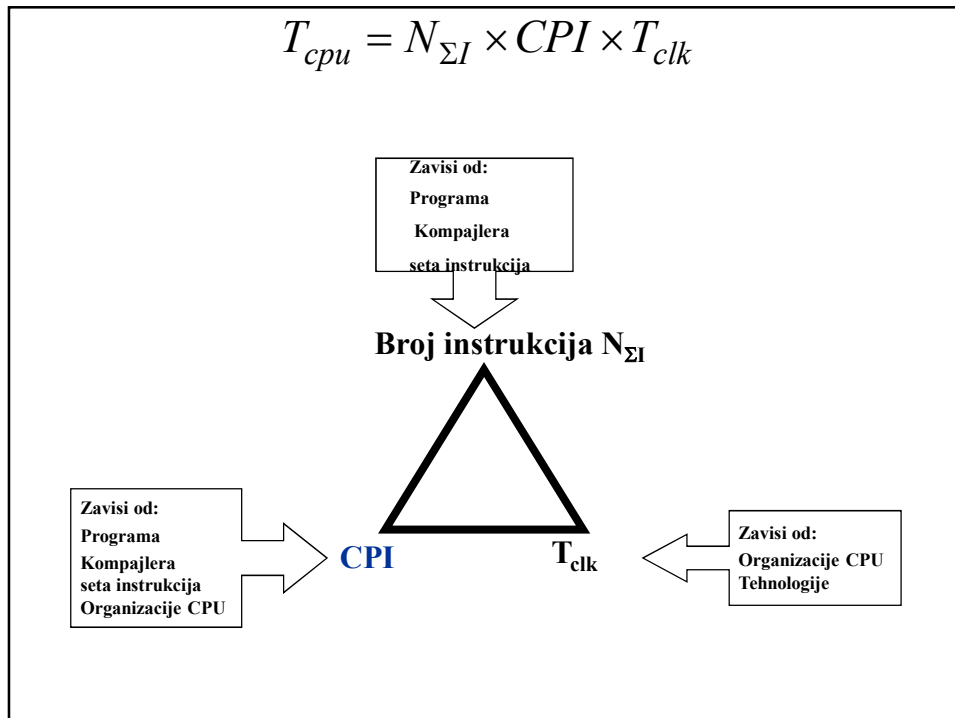 T_cpu = N_ΣI × CPI × T_clk
Zavisi od:
Programa
Kompajlera
seta instrukcija
Broj instrukcija N_ΣI
Zavisi od:
Programa
Kompajlera
seta instrukcija
Organizacije CPU
CPI
T_clk
Zavisi od:
Organizacije CPU
Tehnologije